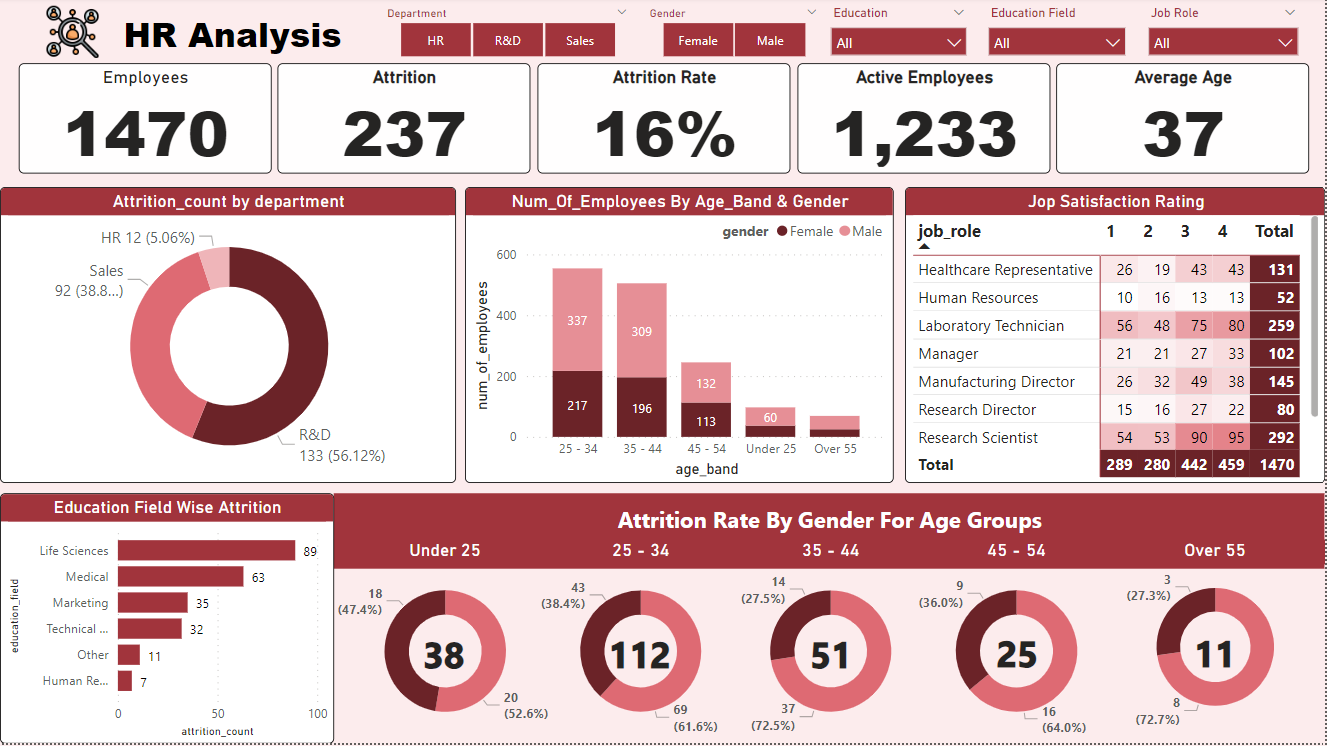 HR Analysis
Department
HR
R&D
Sales
Gender
Female
Male
Education
All
Education Field
All
Job Role
All
Employees
1470
Attrition
237
Attrition Rate
16%
Active Employees
1,233
Average Age
37
Attrition_count by department
HR 12 (5.06%)
Sales
92 (38.8...)
R&D
133 (56.12%)
Num_Of_Employees By Age_Band & Gender
gender Female Male
num_of_employees
600
400
200
0
337
217
309
196
132
113
60
25 - 34
35 - 44
45 - 54
Under 25
Over 55
age_band
Jop Satisfaction Rating
job_role 1 2 3 4 Total
Healthcare Representative 26 19 43 43 131
Human Resources 10 16 13 13 52
Laboratory Technician 56 48 75 80 259
Manager 21 21 27 33 102
Manufacturing Director 26 32 49 38 145
Research Director 15 16 27 22 80
Research Scientist 54 53 90 95 292
Total 289 280 442 459 1470
Education Field Wise Attrition
education_field
Life Sciences 89
Medical 63
Marketing 35
Technical ... 32
Other 11
Human Re... 7
0 50 100
attrition_count
Attrition Rate By Gender For Age Groups
Under 25
25 - 34
35 - 44
45 - 54
Over 55
18
(47.4%)
38
20
(52.6%)
43
(38.4%)
112
69
(61.6%)
14
(27.5%)
51
37
(72.5%)
9
(36.0%)
25
16
(64.0%)
3
(27.3%)
11
8
(72.7%)